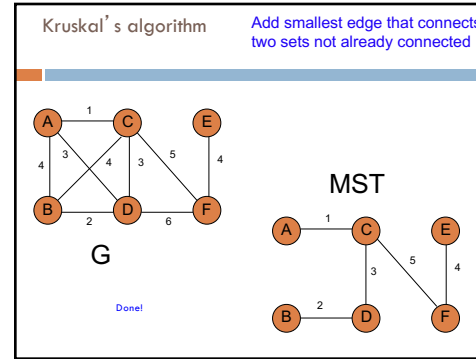 Kruskal's algorithm
Add smallest edge that connects
two sets not already connected
1
A
C
E
4
3
4
3
5
4
B
2
D
6
F
G
Done!
MST
A
1
C
E
3
5
4
B
2
D
F